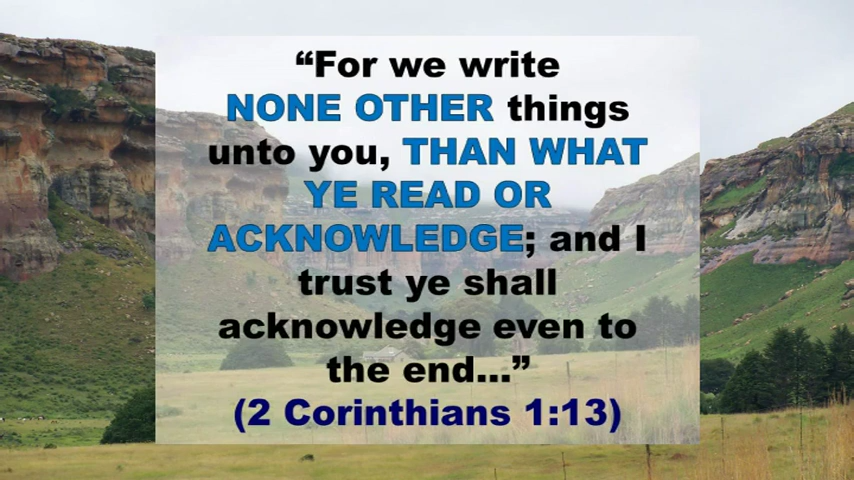 “For we write
NONE OTHER things
unto you, THAN WHAT
YE READ OR
ACKNOWLEDGE; and I
trust ye shall
acknowledge even to
the end...”
(2 Corinthians 1:13)